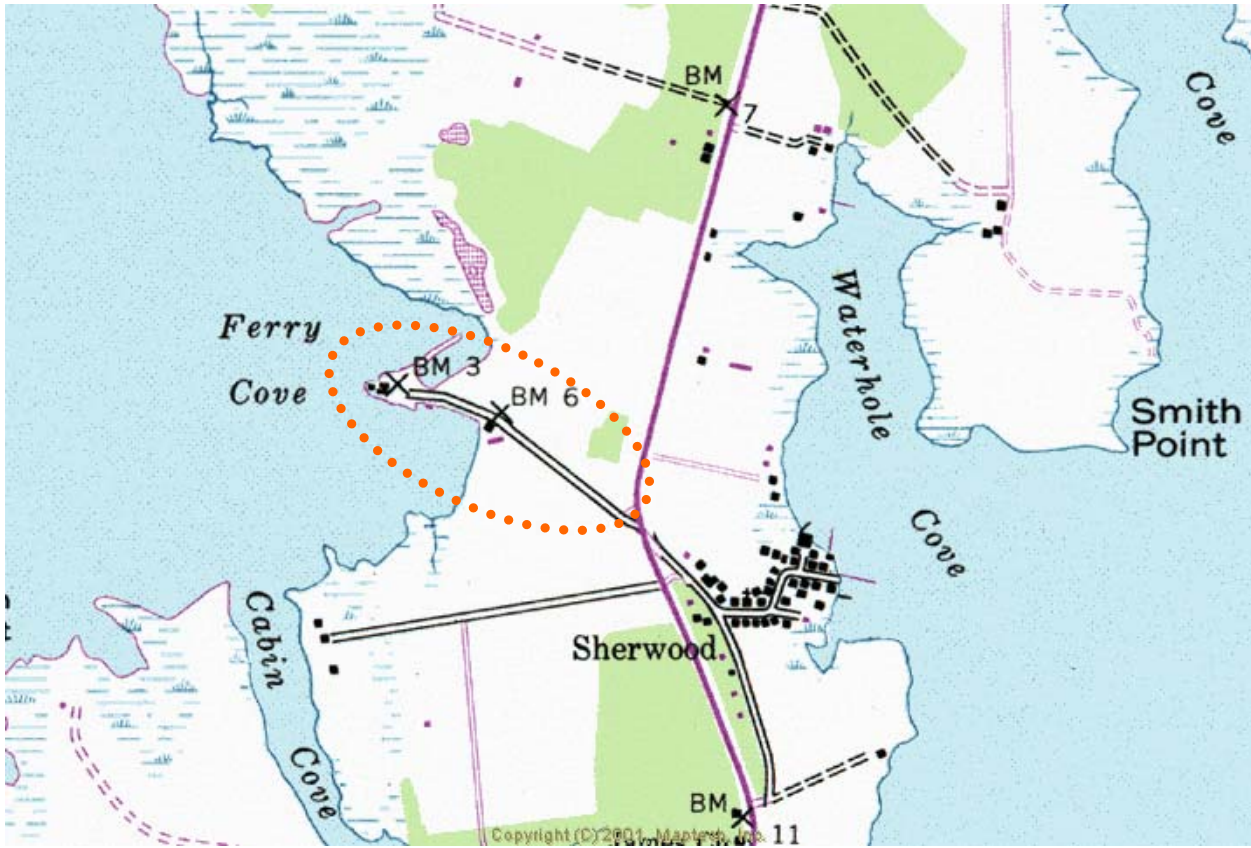 BM
7
Cove
Ferry
Cove
BM 3
BM 6
Waterhole
Cove
Smith
Point
Cabin
Cove
Sherwood
BM
11
Copyright (C) 2001, Maptech, Inc.